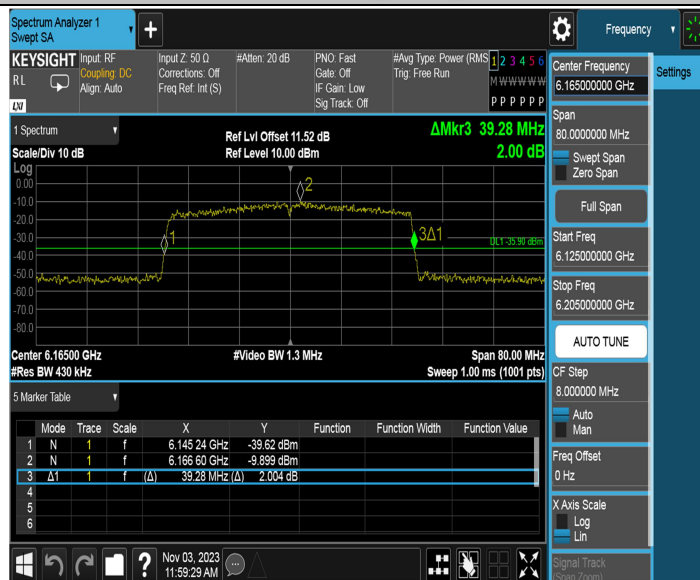 Spectrum Analyzer 1
Swept SA
Frequency
KEYSIGHT
RL
LXI
Input: RF
Coupling: DC
Align: Auto
Input Z: 50 Ω
Corrections: Off
Freq Ref: Int (S)
#Atten: 20 dB
PNO: Fast
Gate: Off
IF Gain: Low
Sig Track: Off
#Avg Type: Power (RMS
Trig: Free Run
1 2 3 4 5 6
M W W W W W
P P P P P P
1 Spectrum
Scale/Div 10 dB
Ref Lvl Offset 11.52 dB
Ref Level 10.00 dBm
ΔMkr3 39.28 MHz
2.00 dB
Log
0.00
-10.0
-20.0
-30.0
-40.0
-50.0
-60.0
-70.0
-80.0
1
2
3Δ1
DL1 -35.90 dBm
Center 6.16500 GHz
#Video BW 1.3 MHz
Span 80.00 MHz
#Res BW 430 kHz
Sweep 1.00 ms (1001 pts)
5 Marker Table
Mode Trace Scale X Y Function Function Width Function Value
1 N 1 f 6.145 24 GHz -39.62 dBm
2 N 1 f 6.166 60 GHz -9.899 dBm
3 Δ1 1 f (Δ) 39.28 MHz (Δ) 2.004 dB
4
5
6
Nov 03, 2023
11:59:29 AM
Center Frequency
6.165000000 GHz
Settings
Span
80.0000000 MHz
Swept Span
Zero Span
Full Span
Start Freq
6.125000000 GHz
Stop Freq
6.205000000 GHz
AUTO TUNE
CF Step
8.000000 MHz
Auto
Man
Freq Offset
0 Hz
X Axis Scale
Log
Lin
Signal Track
(Span Zoom)